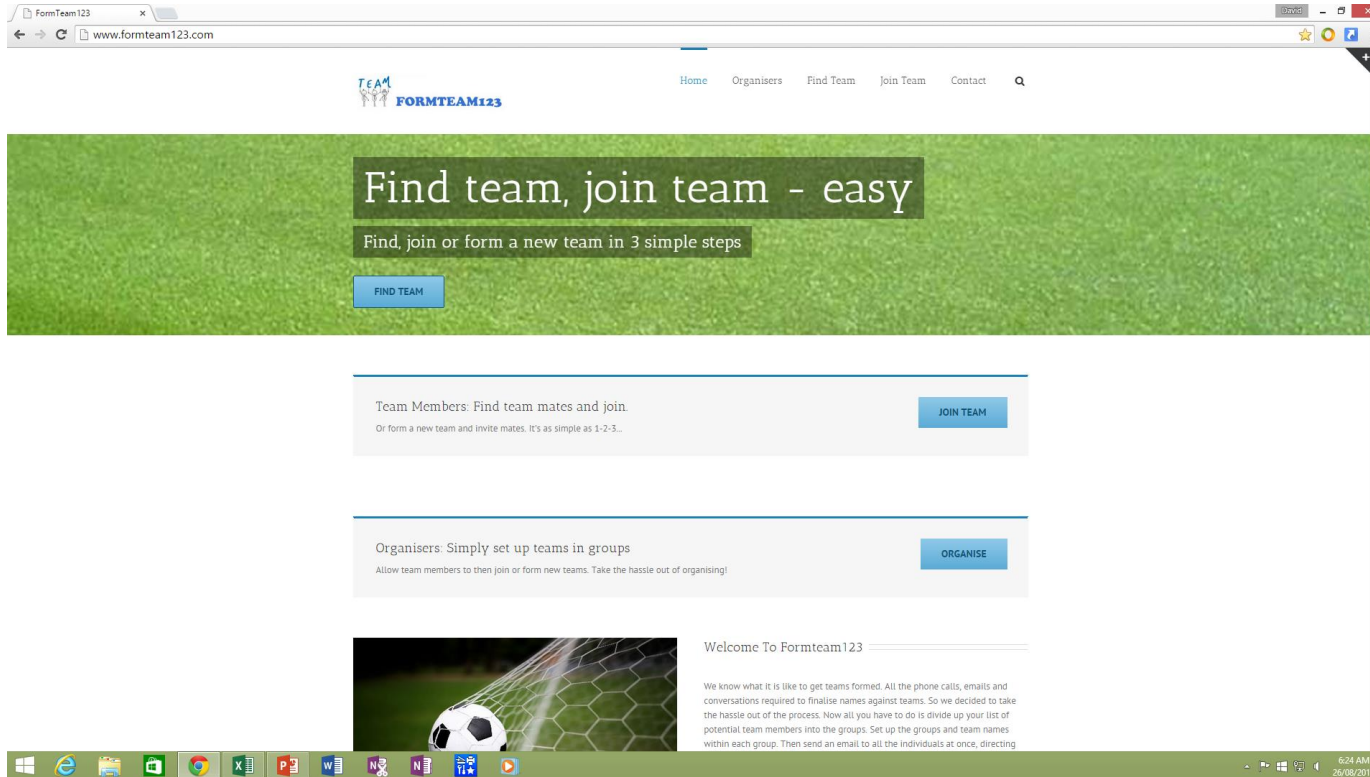 FormTeam123
David
www.formteam123.com
TEAM
FORMTEAM123
Home Organisers Find Team Join Team Contact
Find team, join team - easy
Find, join or form a new team in 3 simple steps
FIND TEAM
Team Members: Find team mates and join.
Or form a new team and invite mates. It's as simple as 1-2-3...
JOIN TEAM
Organisers: Simply set up teams in groups
Allow team members to then join or form new teams. Take the hassle out of organising!
ORGANISE
Welcome To Formteam123
We know what it is like to get teams formed. All the phone calls, emails and
conversations required to finalise names against teams. So we decided to take
the hassle out of the process. Now all you have to do is divide up your list of
potential team members into the groups. Set up the groups and team names
within each group. Then send an email to all the individuals at once, directing
6:24 AM
26/08/201